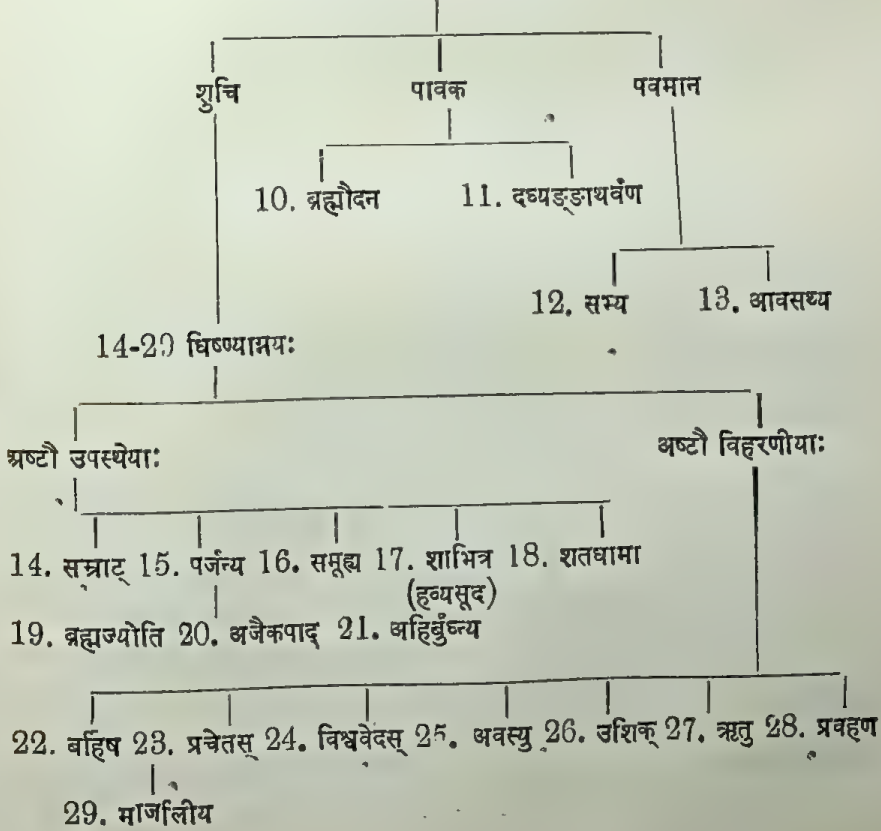 शुचि पावक पवमान
10. ब्रह्मौदन 11. दध्यङ्ङाथर्वण
12. सभ्य 13. आवसथ्य
14-29 धिष्ण्याग्नयः
अष्टौ उपस्थेयाः अष्टौ विहरणीयाः
14. सम्राट् 15. पर्जन्य 16. समूह्य 17. शाभित्र 18. शतधामा
(हव्यसूद)
19. ब्रह्मज्योति 20. अजैकपाद् 21. अहिर्बुध्न्य
22. बर्हिष 23. प्रचेतस् 24. विश्ववेदस् 25. अवस्यु 26. उशिक् 27. ऋतु 28. प्रवहण
29. मार्जालीय